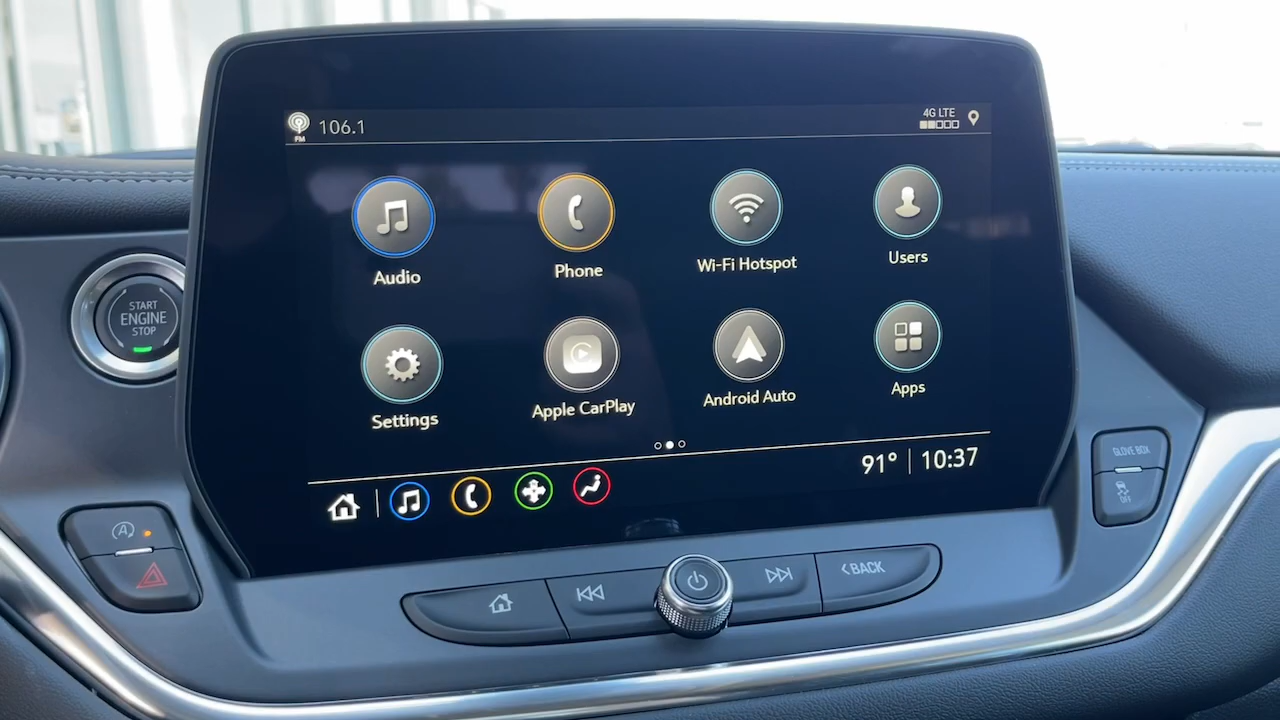 FM 106.1
4G LTE
Audio
Phone
Wi-Fi Hotspot
Users
START
ENGINE
STOP
Settings
Apple CarPlay
Android Auto
Apps
91° 10:37
GLOVE BOX
OFF
A
BACK